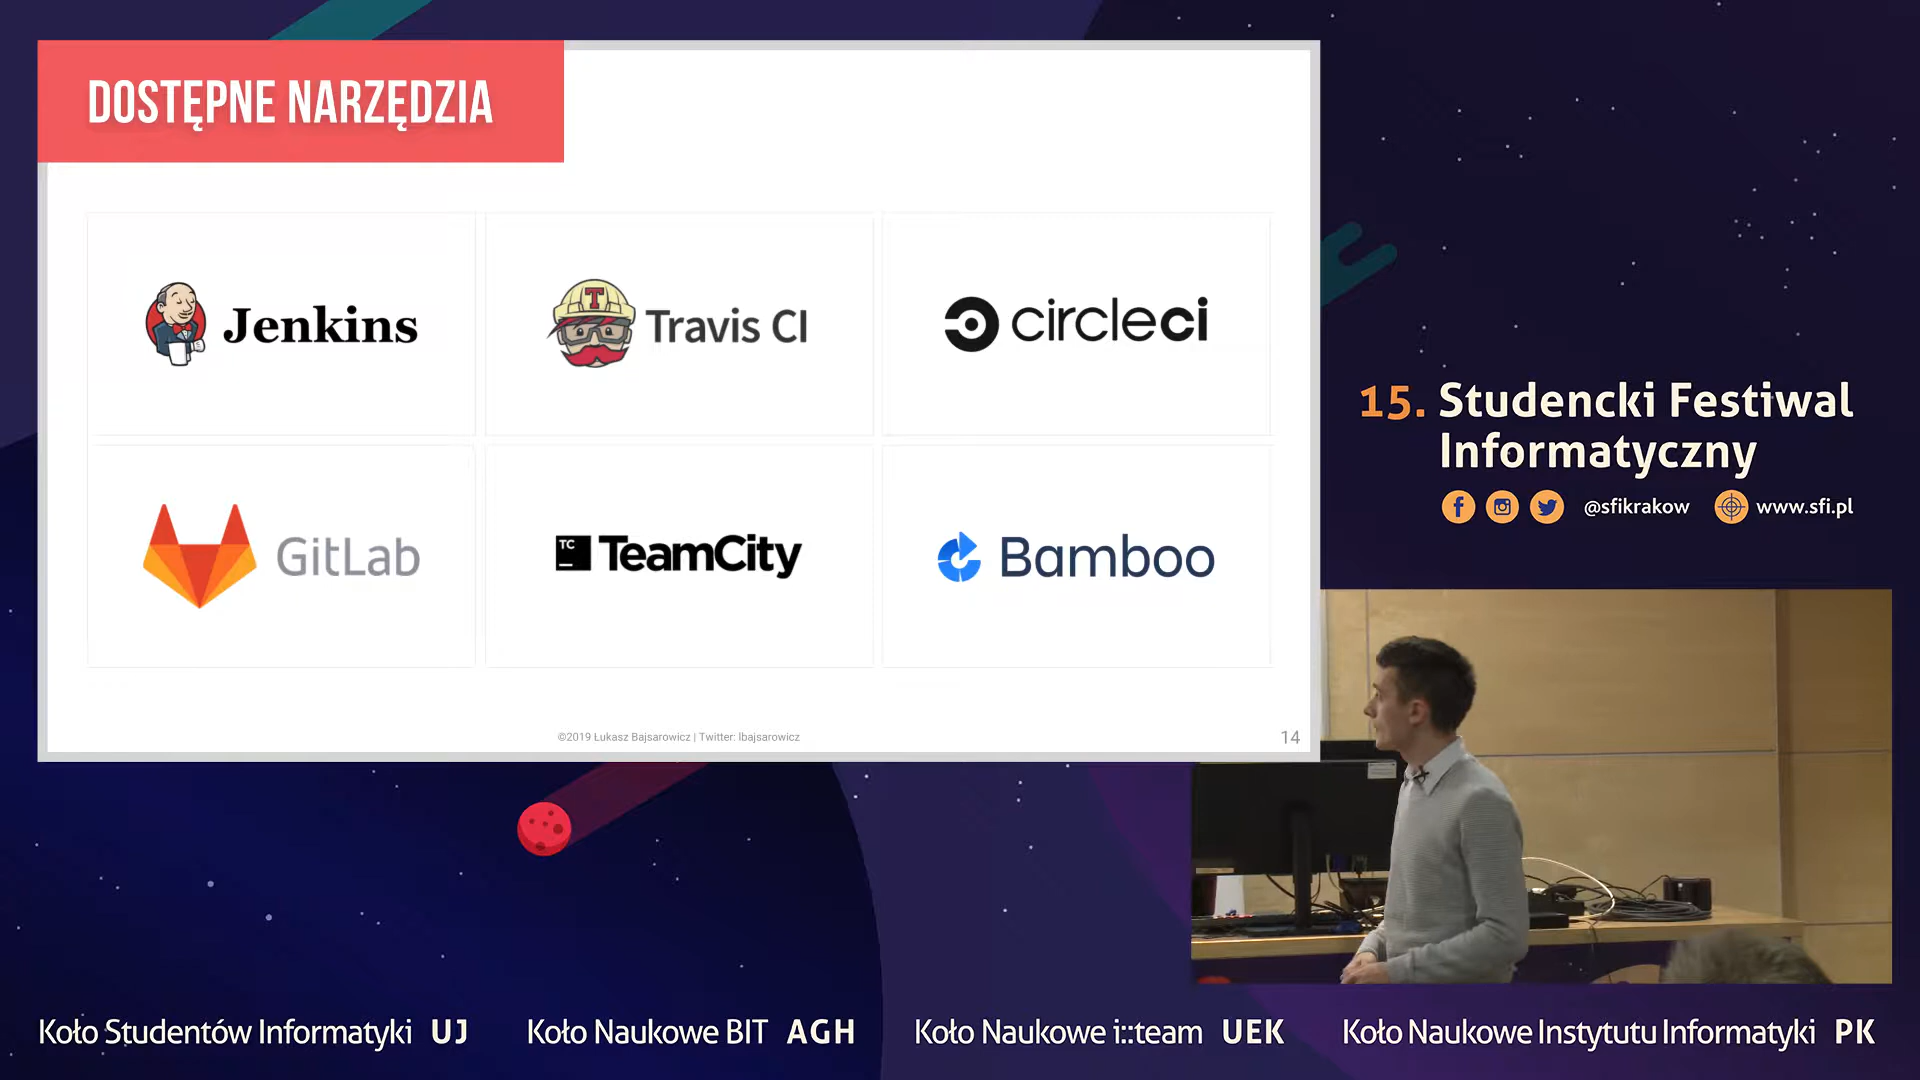 DOSTĘPNE NARZĘDZIA
Jenkins
T
Travis CI
circleci
GitLab
TC
TeamCity
Bamboo
©2019 Łukasz Bajsarowicz | Twitter: lbajsarowicz
14
15. Studencki Festiwal
Informatyczny
@sfikrakow www.sfi.pl
Koło Studentów Informatyki UJ
Koło Naukowe BIT AGH
Koło Naukowe i::team UEK
Koło Naukowe Instytutu Informatyki PK